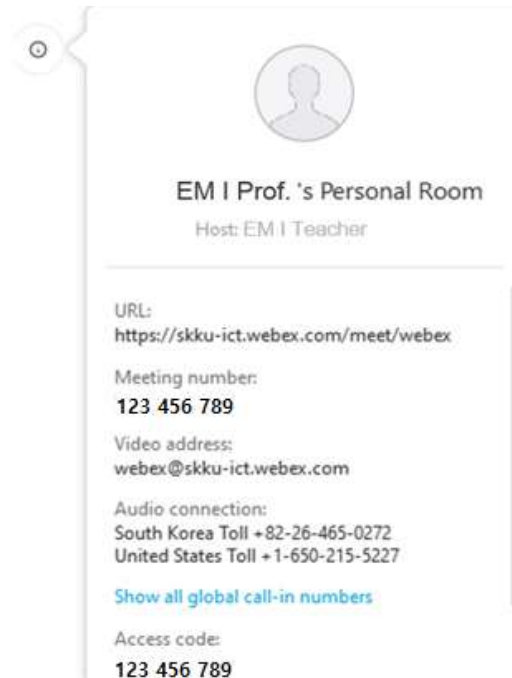 EM I Prof. 's Personal Room
Host: EM I Teacher
URL:
https://skku-ict.webex.com/meet/webex
Meeting number:
123 456 789
Video address:
webex@skku-ict.webex.com
Audio connection:
South Korea Toll +82-26-465-0272
United States Toll +1-650-215-5227
Show all global call-in numbers
Access code:
123 456 789